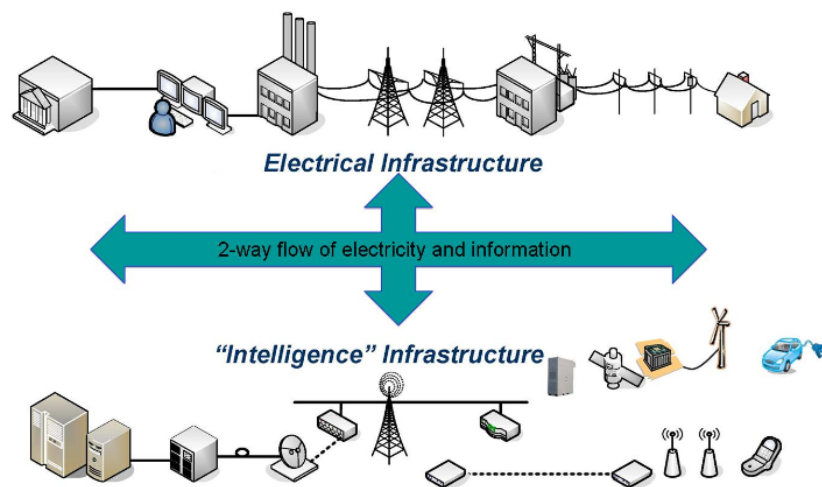 Electrical Infrastructure
2-way flow of electricity and information
“Intelligence” Infrastructure